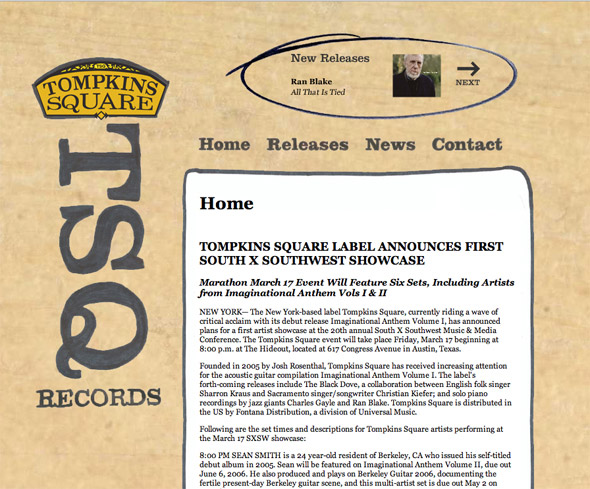 New Releases
Ran Blake
All That Is Tied
NEXT
THE
TOMPKINS
SQUARE
TSQ
RECORDS
Home Releases News Contact
Home
TOMPKINS SQUARE LABEL ANNOUNCES FIRST
SOUTH X SOUTHWEST SHOWCASE
Marathon March 17 Event Will Feature Six Sets, Including Artists
from Imaginational Anthem Vols I & II
NEW YORK— The New York-based label Tompkins Square, currently riding a wave of
critical acclaim with its debut release Imaginational Anthem Volume I, has announced
plans for a first artist showcase at the 20th annual South X Southwest Music & Media
Conference. The Tompkins Square event will take place Friday, March 17 beginning at
8:00 p.m. at The Hideout, located at 617 Congress Avenue in Austin, Texas.
Founded in 2005 by Josh Rosenthal, Tompkins Square has received increasing attention
for the acoustic guitar compilation Imaginational Anthem Volume I. The label's
forth-coming releases include The Black Dove, a collaboration between English folk singer
Sharron Kraus and Sacramento singer/songwriter Christian Kiefer; and solo piano
recordings by jazz giants Charles Gayle and Ran Blake. Tompkins Square is distributed in
the US by Fontana Distribution, a division of Universal Music.
Following are the set times and descriptions for Tompkins Square artists performing at
the March 17 SXSW showcase:
8:00 PM SEAN SMITH is a 24 year-old resident of Berkeley, CA who issued his self-titled
debut album in 2005. Sean will be featured on Imaginational Anthem Volume II, due out
June 6, 2006. He also produced and plays on Berkeley Guitar 2006, documenting the
fertile present-day Berkeley guitar scene, and this multi-artist set is due out May 2 on